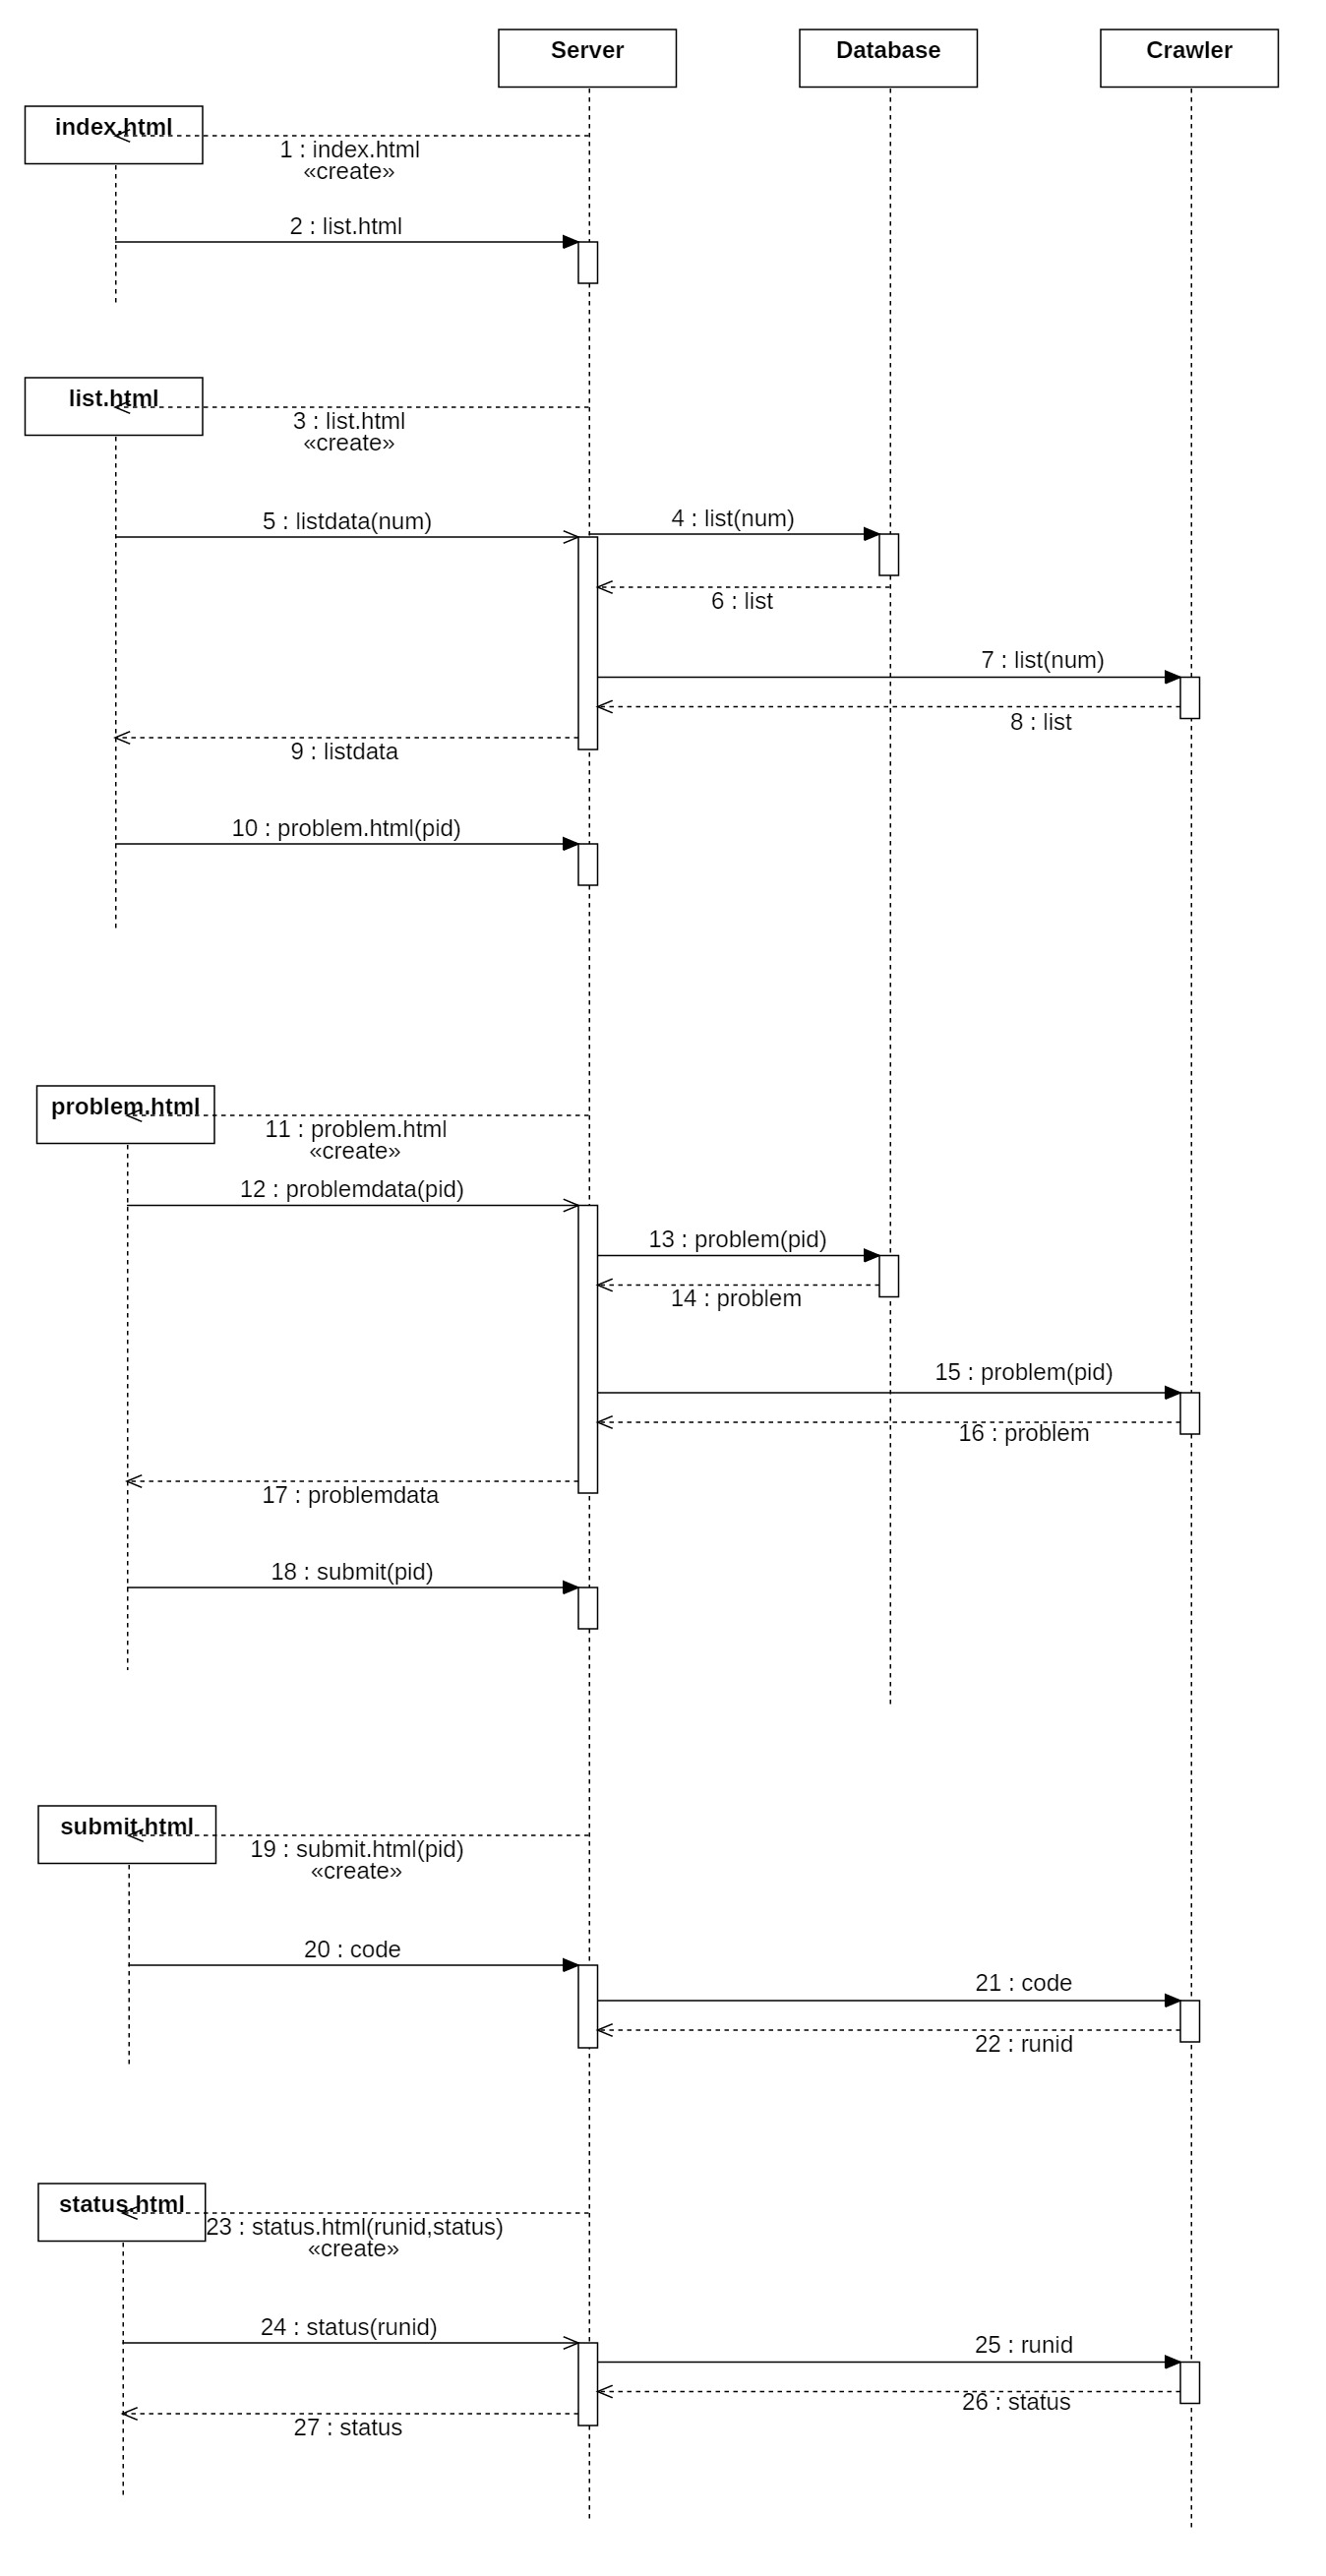 Server
Database
Crawler
index.html
1 : index.html
«create»
2 : list.html
list.html
3 : list.html
«create»
5 : listdata(num)
4 : list(num)
6 : list
7 : list(num)
8 : list
9 : listdata
10 : problem.html(pid)
problem.html
11 : problem.html
«create»
12 : problemdata(pid)
13 : problem(pid)
14 : problem
15 : problem(pid)
16 : problem
17 : problemdata
18 : submit(pid)
submit.html
19 : submit.html(pid)
«create»
20 : code
21 : code
22 : runid
status.html
23 : status.html(runid,status)
«create»
24 : status(runid)
25 : runid
26 : status
27 : status